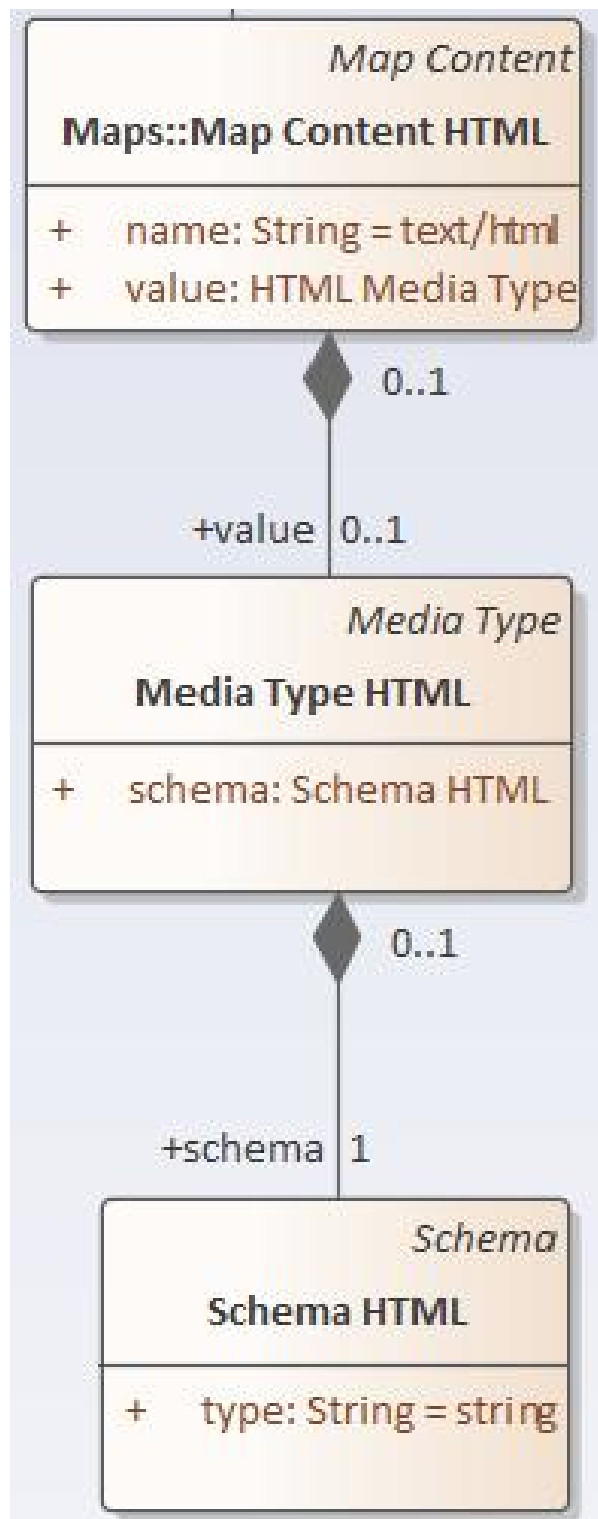 Map Content
Maps::Map Content HTML
+ name: String = text/html
+ value: HTML Media Type
0..1
+value 0..1
Media Type
Media Type HTML
+ schema: Schema HTML
0..1
+schema 1
Schema
Schema HTML
+ type: String = string